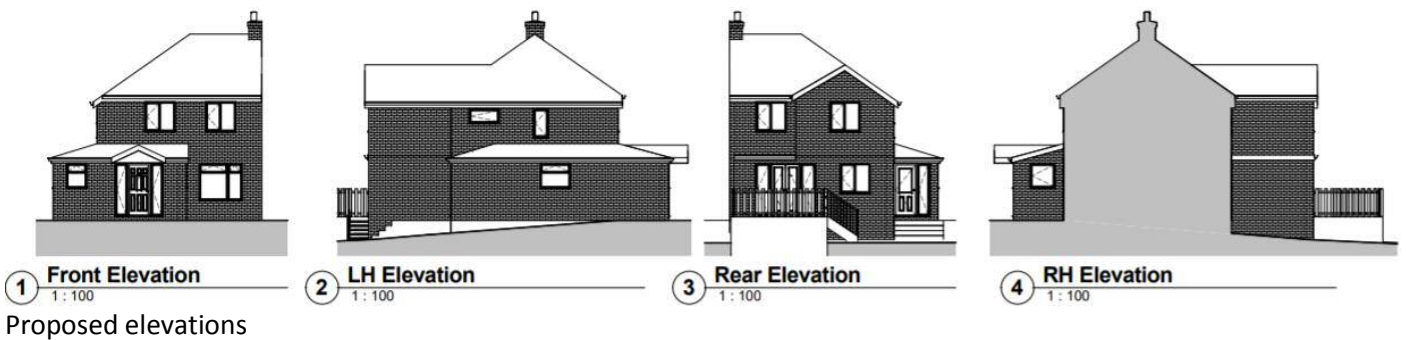 1 Front Elevation
1 : 100
2 LH Elevation
1 : 100
3 Rear Elevation
1 : 100
4 RH Elevation
1 : 100
Proposed elevations